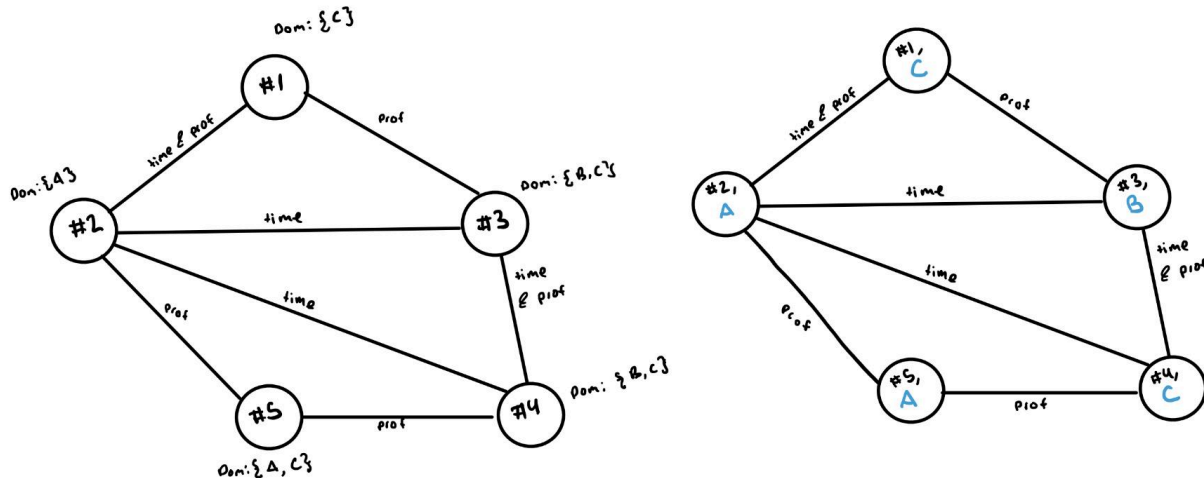 Dom: {C}
#1
time & prof
prof
Dom: {A}
#2
time
Dom: {B,C}
#3
time
& prof
prof
time
Dom: {B,C}
#5
prof
#4
Dom: {A, C}
#1,
C
time & prof
prof
#2,
A
time
#3,
B
time
& prof
time
prof
#5,
A
prof
#4,
C